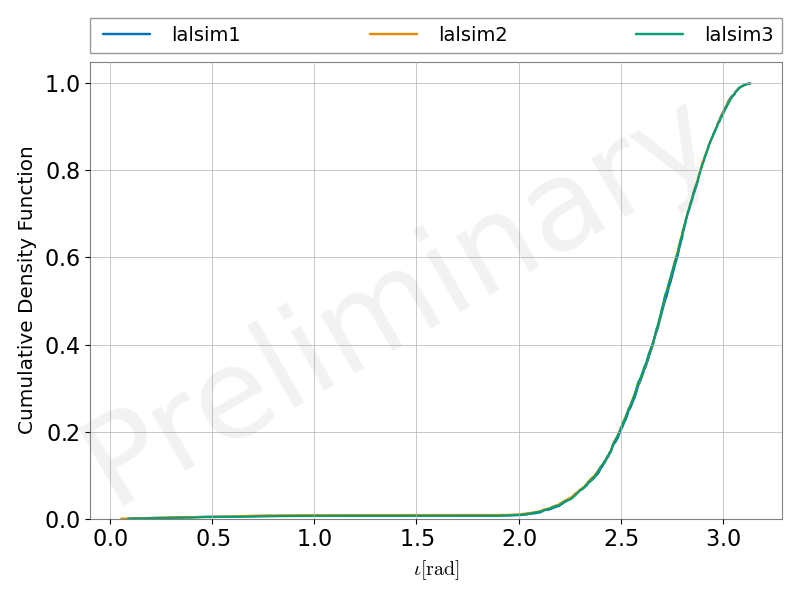 lalsim1 lalsim2 lalsim3
1.0
0.8
0.6
0.4
0.2
0.0
Cumulative Density Function
Preliminary
0.0 0.5 1.0 1.5 2.0 2.5 3.0
ι[rad]